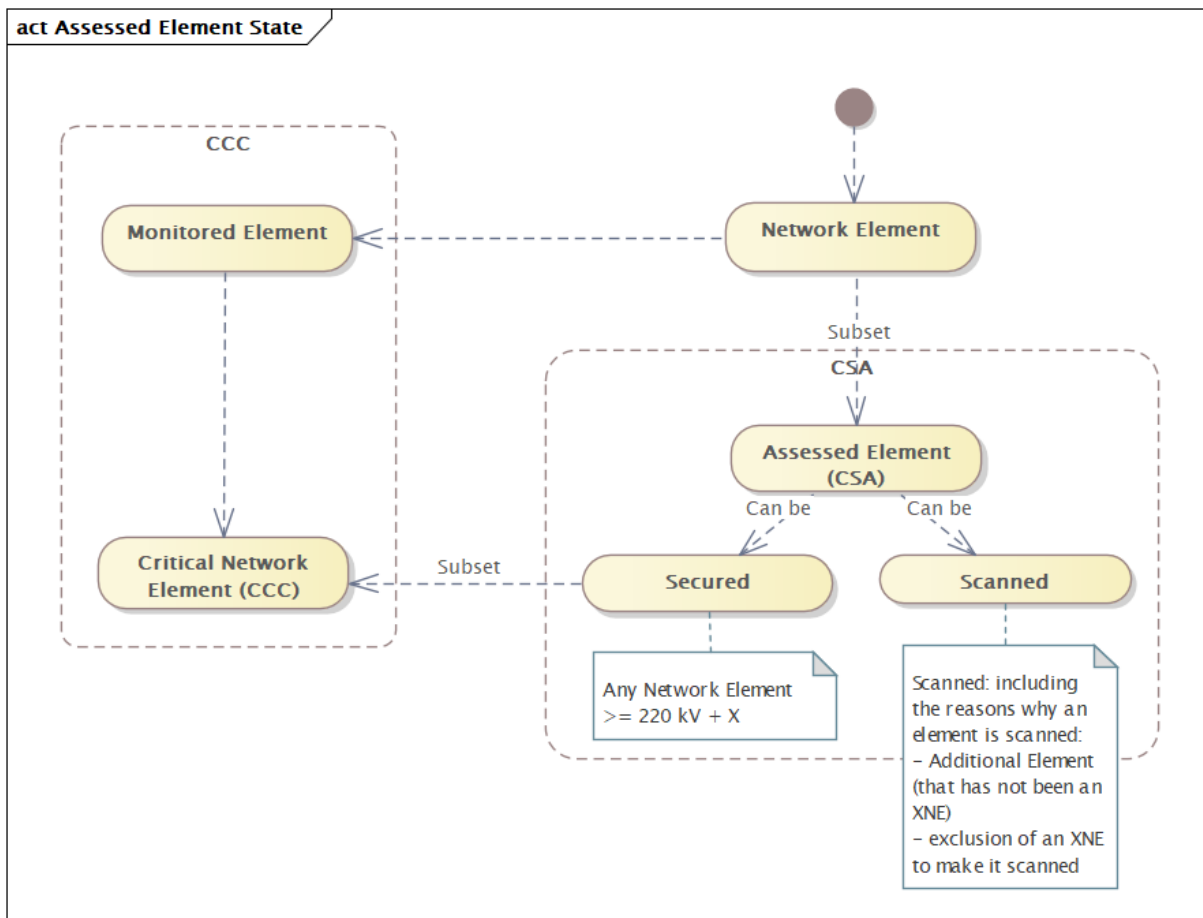 act Assessed Element State
CCC
Monitored Element
Network Element
Subset
CSA
Assessed Element
(CSA)
Can be
Can be
Critical Network
Element (CCC)
Subset
Secured
Scanned
Any Network Element
>= 220 kV + X
Scanned: including
the reasons why an
element is scanned:
- Additional Element
(that has not been an
XNE)
- exclusion of an XNE
to make it scanned